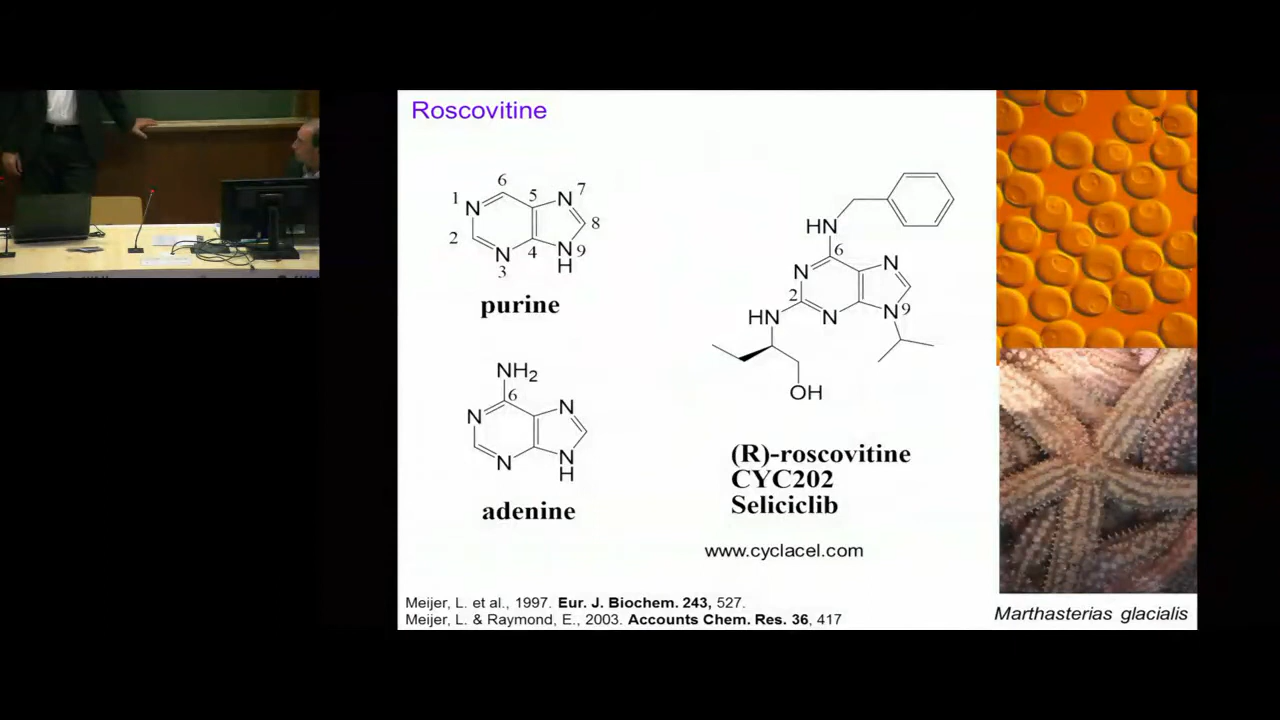 Roscovitine
6
1
5
N
7
N
8
2
N
4
N
9
3
H
purine
NH2
6
N
N
N
N
H
adenine
HN
6
N
N
2
HN
N
N
9
OH
(R)-roscovitine
CYC202
Seliciclib
www.cyclacel.com
Meijer, L. et al., 1997. Eur. J. Biochem. 243, 527.
Meijer, L. & Raymond, E., 2003. Accounts Chem. Res. 36, 417
Marthasterias glacialis